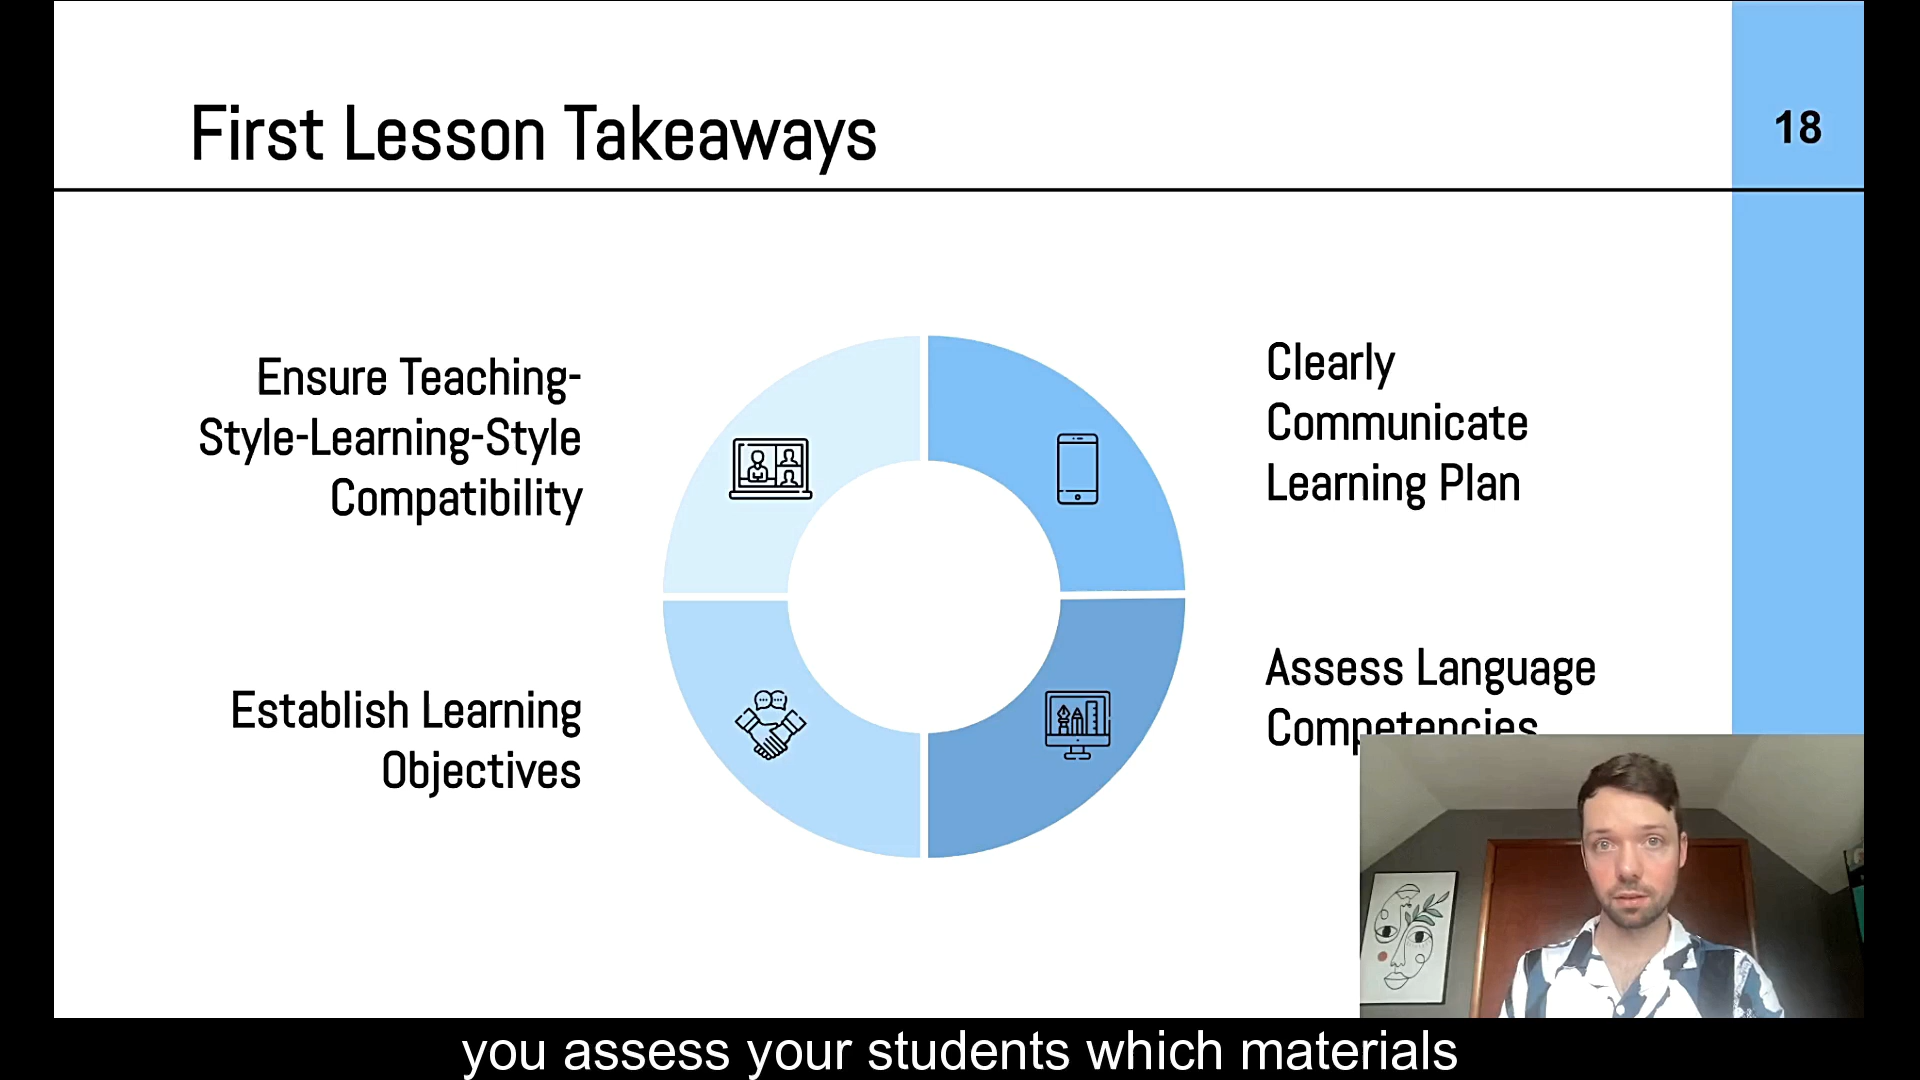 First Lesson Takeaways
18
Ensure Teaching-
Style-Learning-Style
Compatibility
Clearly
Communicate
Learning Plan
Establish Learning
Objectives
Assess Language
Competencies
you assess your students which materials